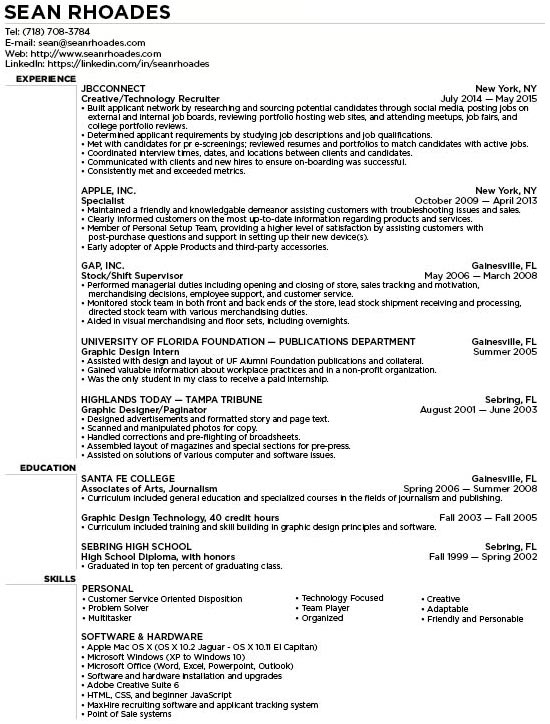 SEAN RHOADES
Tel: (718) 708-3784
E-mail: sean@seanrhoades.com
Web: http://www.seanrhoades.com
LinkedIn: https://linkedin.com/in/seanrhoades
EXPERIENCE
JBCCONNECT New York, NY
Creative/Technology Recruiter July 2014 — May 2015
• Built applicant network by researching and sourcing potential candidates through social media, posting jobs on
external and internal job boards, reviewing portfolio hosting web sites, and attending meetups, job fairs, and
college portfolio reviews.
• Determined applicant requirements by studying job descriptions and job qualifications.
• Met with candidates for pr e-screenings; reviewed resumes and portfolios to match candidates with active jobs.
• Coordinated interview times, dates, and locations between clients and candidates.
• Communicated with clients and new hires to ensure on-boarding was successful.
• Consistently met and exceeded metrics.
APPLE, INC. New York, NY
Specialist October 2009 — April 2013
• Maintained a friendly and knowledgable demeanor assisting customers with troubleshooting issues and sales.
• Clearly informed customers on the most up-to-date information regarding products and services.
• Member of Personal Setup Team, providing a higher level of satisfaction by assisting customers with
post-purchase questions and support in setting up their new device(s).
• Early adopter of Apple Products and third-party accessories.
GAP, INC. Gainesville, FL
Stock/Shift Supervisor May 2006 — March 2008
• Performed managerial duties including opening and closing of store, sales tracking and motivation,
merchandising decisions, employee support, and customer service.
• Monitored stock team in both front and back ends of the store, lead stock shipment receiving and processing,
directed stock team with various merchandising duties.
• Aided in visual merchandising and floor sets, including overnights.
UNIVERSITY OF FLORIDA FOUNDATION — PUBLICATIONS DEPARTMENT Gainesville, FL
Graphic Design Intern Summer 2005
• Assisted with design and layout of UF Alumni Foundation publications and collateral.
• Gained valuable information about workplace practices and in a non-profit organization.
• Was the only student in my class to receive a paid internship.
HIGHLANDS TODAY — TAMPA TRIBUNE Sebring, FL
Graphic Designer/Paginator August 2001 — June 2003
• Designed advertisements and formatted story and page text.
• Scanned and manipulated photos for copy.
• Handled corrections and pre-flighting of broadsheets.
• Assembled layout of magazines and special sections for pre-press.
• Assisted on solutions of various computer and software issues.
EDUCATION
SANTA FE COLLEGE Gainesville, FL
Associates of Arts, Journalism Spring 2006 — Summer 2008
• Curriculum included general education and specialized courses in the fields of journalism and publishing.
Graphic Design Technology, 40 credit hours Fall 2003 — Fall 2005
• Curriculum included training and skill building in graphic design principles and software.
SEBRING HIGH SCHOOL Sebring, FL
High School Diploma, with honors Fall 1999 — Spring 2002
• Graduated in top ten percent of graduating class.
SKILLS
PERSONAL
• Customer Service Oriented Disposition • Technology Focused • Creative
• Problem Solver • Team Player • Adaptable
• Multitasker • Organized • Friendly and Personable
SOFTWARE & HARDWARE
• Apple Mac OS X (OS X 10.2 Jaguar - OS X 10.11 El Capitan)
• Microsoft Windows (XP to Windows 10)
• Microsoft Office (Word, Excel, Powerpoint, Outlook)
• Software and hardware installation and upgrades
• Adobe Creative Suite 6
• HTML, CSS, and beginner JavaScript
• MaxHire recruiting software and applicant tracking system
• Point of Sale systems